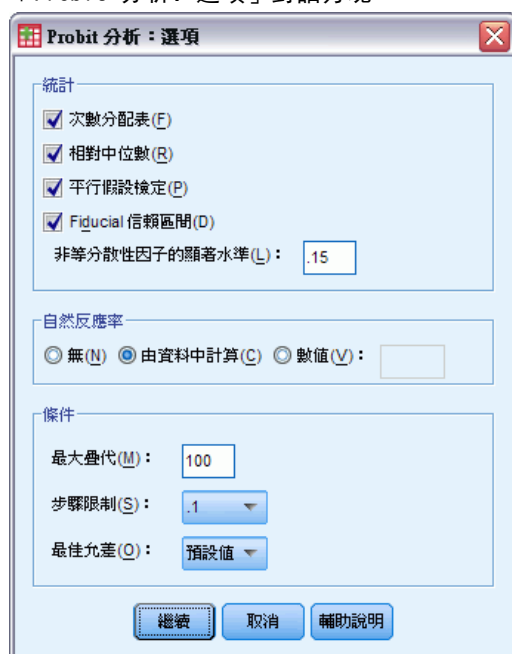 Probit 分析：選項
統計
次數分配表(F)
相對中位數(R)
平行假設檢定(P)
Fiducial 信賴區間(D)
非等分散性因子的顯著水準(L)： .15
自然反應率
無(N) 由資料中計算(C) 數值(V)：
條件
最大疊代(M)： 100
步驟限制(S)： .1
最佳允差(O)： 預設值
繼續 取消 輔助說明